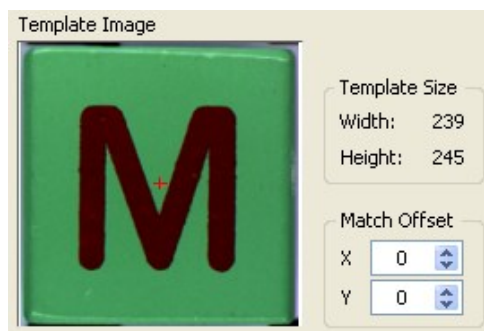 Template Image
M
Template Size
Width: 239
Height: 245
Match Offset
X 0
Y 0